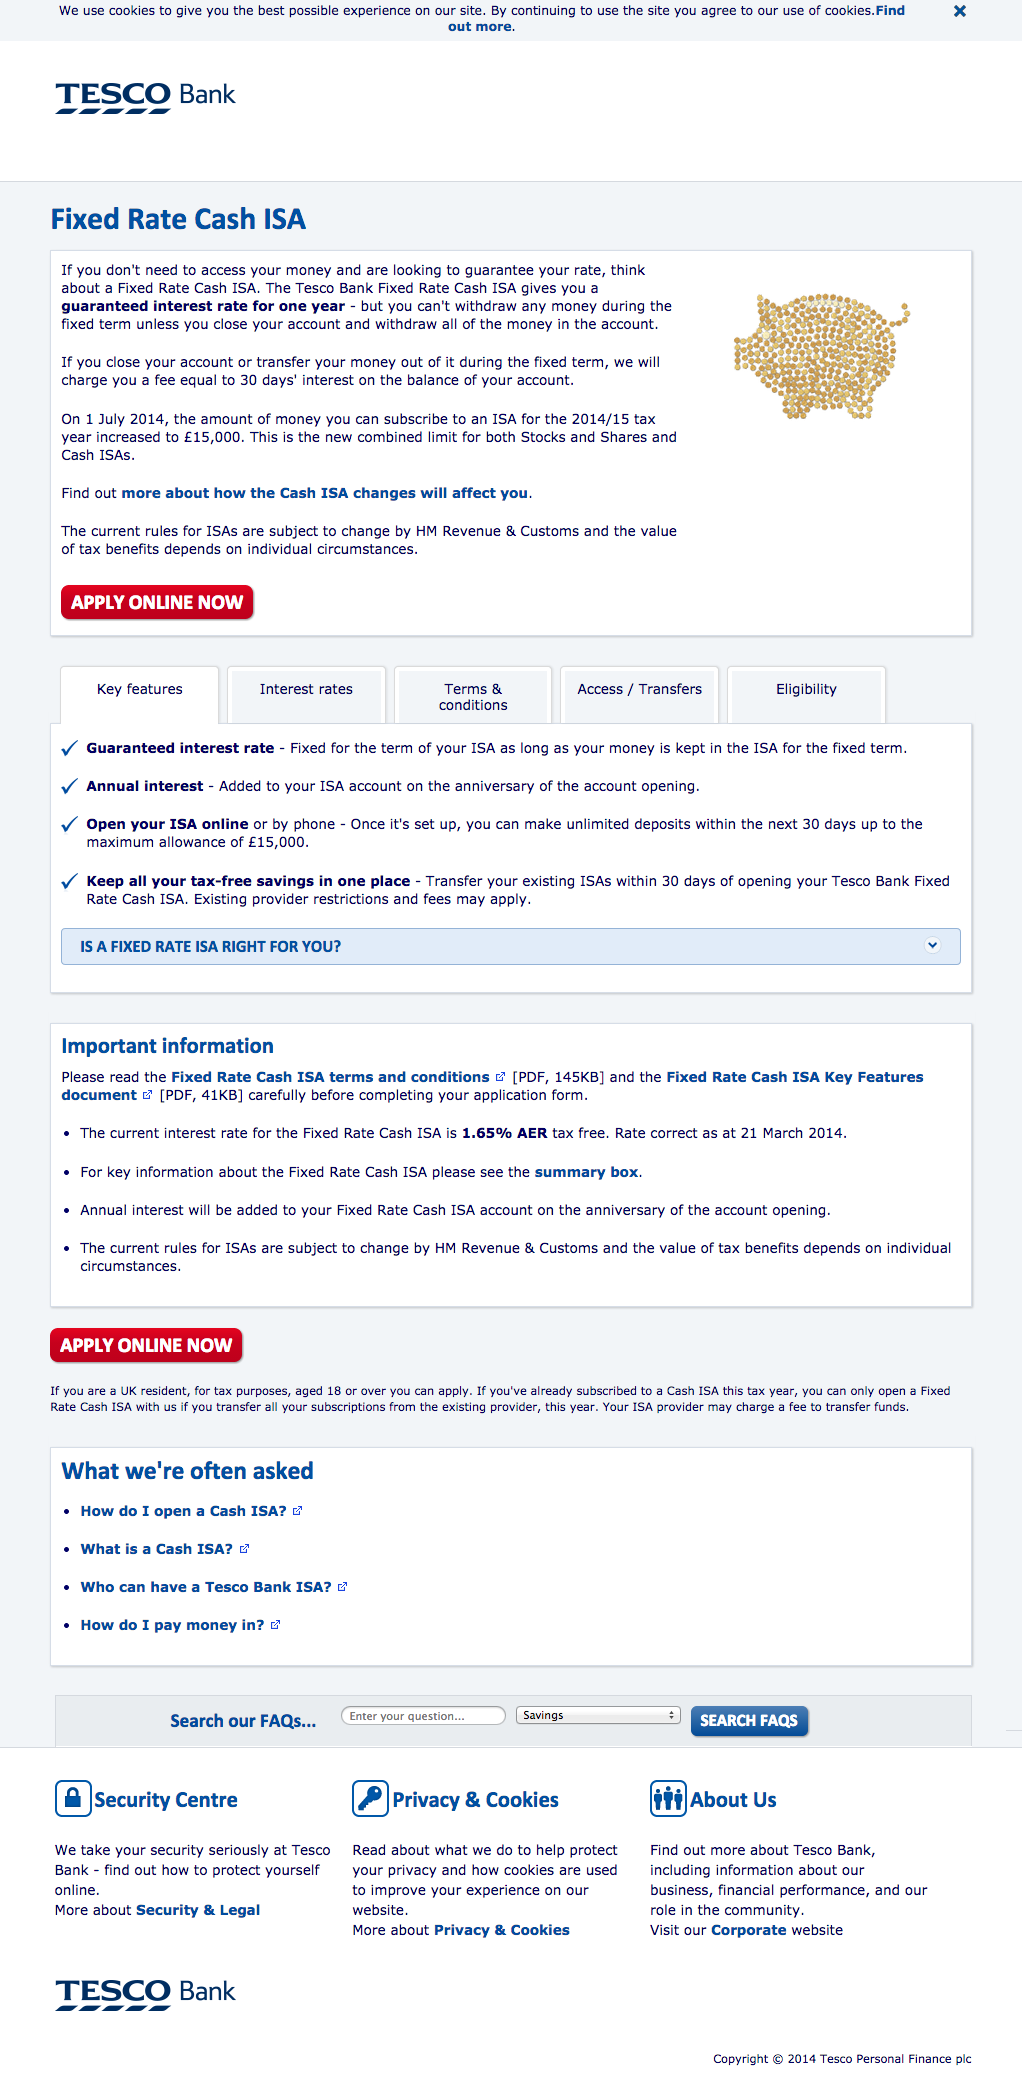 We use cookies to give you the best possible experience on our site. By continuing to use the site you agree to our use of cookies.Find
out more.
TESCO Bank
Fixed Rate Cash ISA
If you don't need to access your money and are looking to guarantee your rate, think
about a Fixed Rate Cash ISA. The Tesco Bank Fixed Rate Cash ISA gives you a
guaranteed interest rate for one year - but you can't withdraw any money during the
fixed term unless you close your account and withdraw all of the money in the account.
If you close your account or transfer your money out of it during the fixed term, we will
charge you a fee equal to 30 days' interest on the balance of your account.
On 1 July 2014, the amount of money you can subscribe to an ISA for the 2014/15 tax
year increased to £15,000. This is the new combined limit for both Stocks and Shares and
Cash ISAs.
Find out more about how the Cash ISA changes will affect you.
The current rules for ISAs are subject to change by HM Revenue & Customs and the value
of tax benefits depends on individual circumstances.
APPLY ONLINE NOW
Key features
Interest rates
Terms &
conditions
Access / Transfers
Eligibility
Guaranteed interest rate - Fixed for the term of your ISA as long as your money is kept in the ISA for the fixed term.
Annual interest - Added to your ISA account on the anniversary of the account opening.
Open your ISA online or by phone - Once it's set up, you can make unlimited deposits within the next 30 days up to the
maximum allowance of £15,000.
Keep all your tax-free savings in one place - Transfer your existing ISAs within 30 days of opening your Tesco Bank Fixed
Rate Cash ISA. Existing provider restrictions and fees may apply.
IS A FIXED RATE ISA RIGHT FOR YOU?
Important information
Please read the Fixed Rate Cash ISA terms and conditions [PDF, 145KB] and the Fixed Rate Cash ISA Key Features
document [PDF, 41KB] carefully before completing your application form.
• The current interest rate for the Fixed Rate Cash ISA is 1.65% AER tax free. Rate correct as at 21 March 2014.
• For key information about the Fixed Rate Cash ISA please see the summary box.
• Annual interest will be added to your Fixed Rate Cash ISA account on the anniversary of the account opening.
• The current rules for ISAs are subject to change by HM Revenue & Customs and the value of tax benefits depends on individual
circumstances.
APPLY ONLINE NOW
If you are a UK resident, for tax purposes, aged 18 or over you can apply. If you've already subscribed to a Cash ISA this tax year, you can only open a Fixed
Rate Cash ISA with us if you transfer all your subscriptions from the existing provider, this year. Your ISA provider may charge a fee to transfer funds.
What we're often asked
• How do I open a Cash ISA?
• What is a Cash ISA?
• Who can have a Tesco Bank ISA?
• How do I pay money in?
Search our FAQs...
Enter your question...
Savings
SEARCH FAQS
Security Centre
We take your security seriously at Tesco
Bank - find out how to protect yourself
online.
More about Security & Legal
Privacy & Cookies
Read about what we do to help protect
your privacy and how cookies are used
to improve your experience on our
website.
More about Privacy & Cookies
About Us
Find out more about Tesco Bank,
including information about our
business, financial performance, and our
role in the community.
Visit our Corporate website
TESCO Bank
Copyright © 2014 Tesco Personal Finance plc